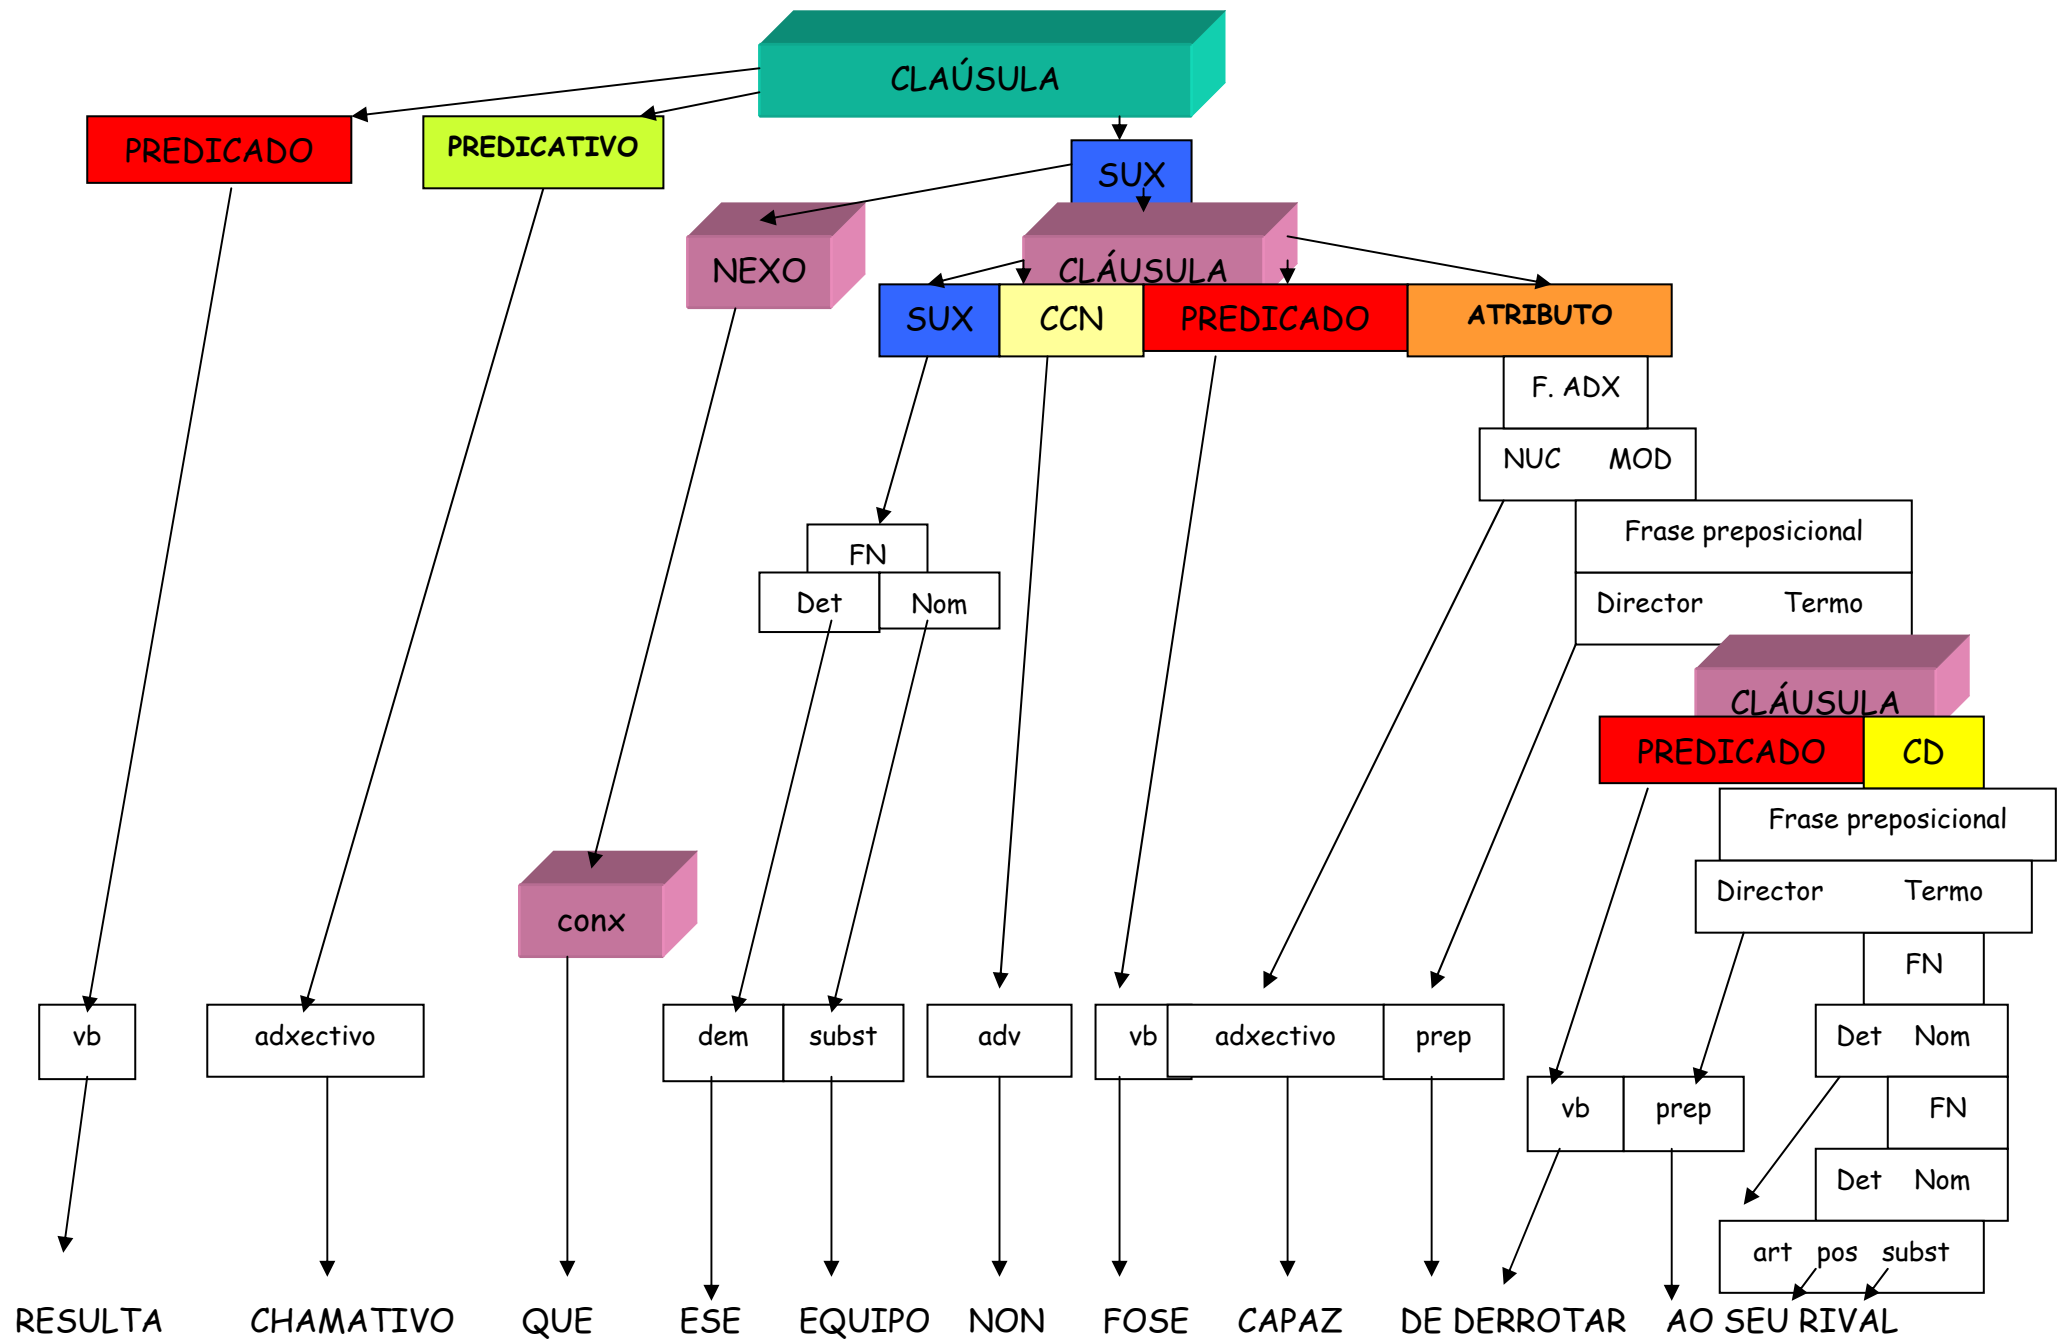 CLAÚSULA
PREDICADO PREDICATIVO
SUX
NEXO CLÁUSULA
SUX CCN PREDICADO ATRIBUTO
F. ADX
NUC MOD
Frase preposicional
FN
Det Nom Director Termo
CLÁUSULA
PREDICADO CD
Frase preposicional
conx Director Termo
FN
vb adxectivo dem subst adv vb adxectivo prep Det Nom
vb prep FN
Det Nom
art pos subst
RESULTA CHAMATIVO QUE ESE EQUIPO NON FOSE CAPAZ DE DERROTAR AO SEU RIVAL